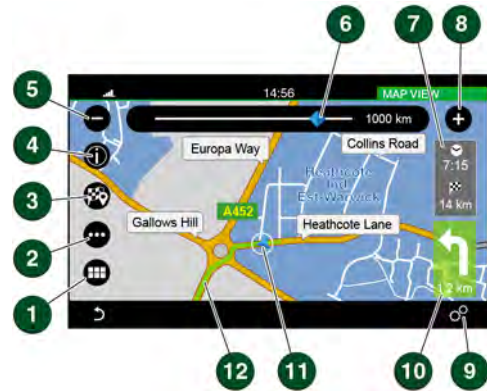 6
7
8
14:56
MAP VIEW
5
1000 km
4
Europa Way
Collins Road
7:15
Heathcote
Ind
Est-Warwick
3
14 km
A452
Gallows Hill
Heathcote Lane
2
1.2 km
1
12
11
10
9